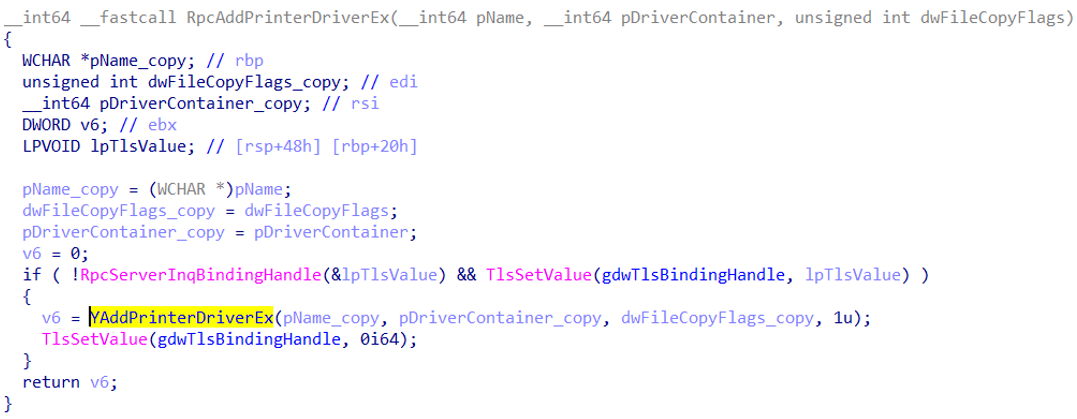 __int64 __fastcall RpcAddPrinterDriverEx(__int64 pName, __int64 pDriverContainer, unsigned int dwFileCopyFlags)
{
  WCHAR *pName_copy; // rbp
  unsigned int dwFileCopyFlags_copy; // edi
  __int64 pDriverContainer_copy; // rsi
  DWORD v6; // ebx
  LPVOID lpTlsValue; // [rsp+48h] [rbp+20h]

  pName_copy = (WCHAR *)pName;
  dwFileCopyFlags_copy = dwFileCopyFlags;
  pDriverContainer_copy = pDriverContainer;
  v6 = 0;
  if ( !RpcServerInqBindingHandle(&lpTlsValue) && TlsSetValue(gdwTlsBindingHandle, lpTlsValue) )
  {
    v6 = YAddPrinterDriverEx(pName_copy, pDriverContainer_copy, dwFileCopyFlags_copy, 1u);
    TlsSetValue(gdwTlsBindingHandle, 0i64);
  }
  return v6;
}